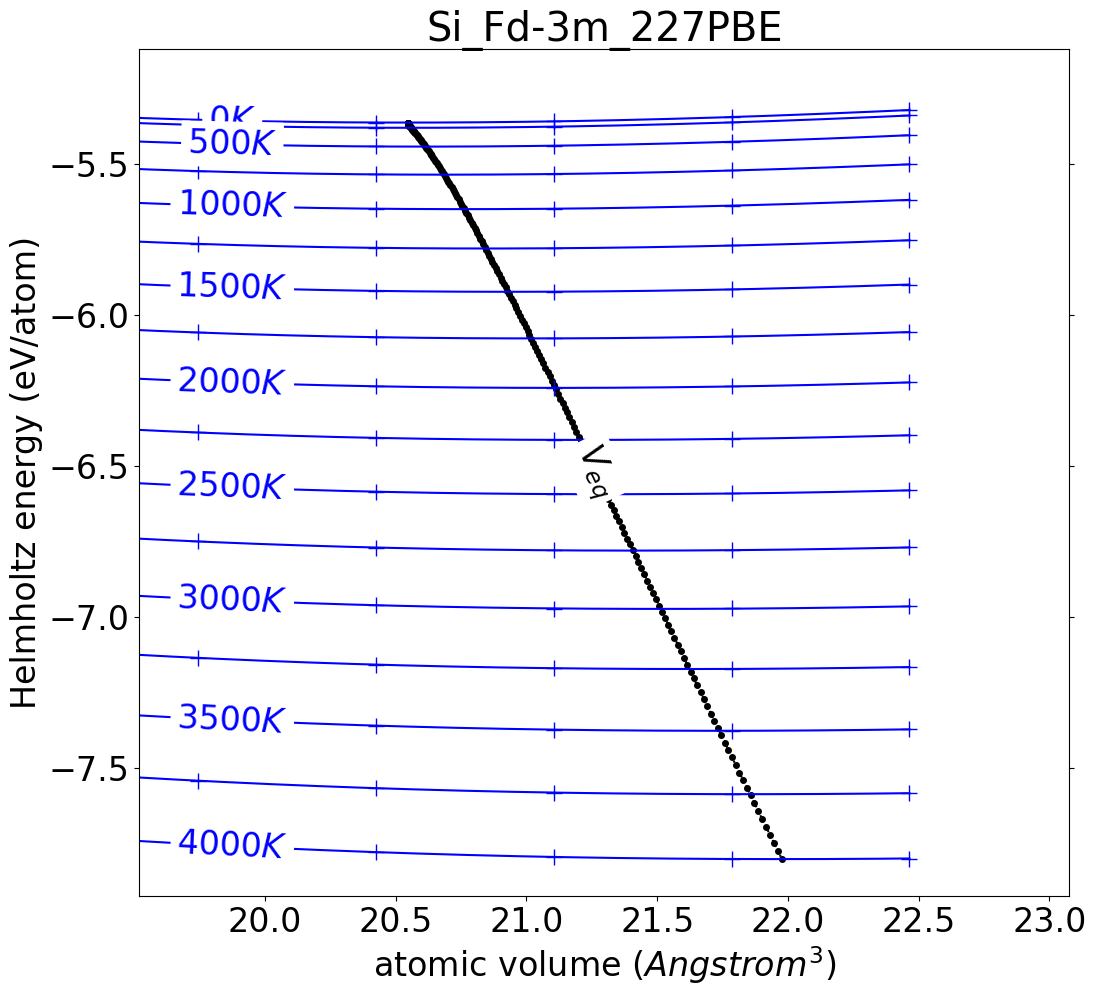 Si_Fd-3m_227PBE
Helmholtz energy (eV/atom)
−5.5
−6.0
−6.5
−7.0
−7.5
0K
500K
1000K
1500K
2000K
2500K
3000K
3500K
4000K
V_eq
20.0 20.5 21.0 21.5 22.0 22.5 23.0
atomic volume (Angstrom³)